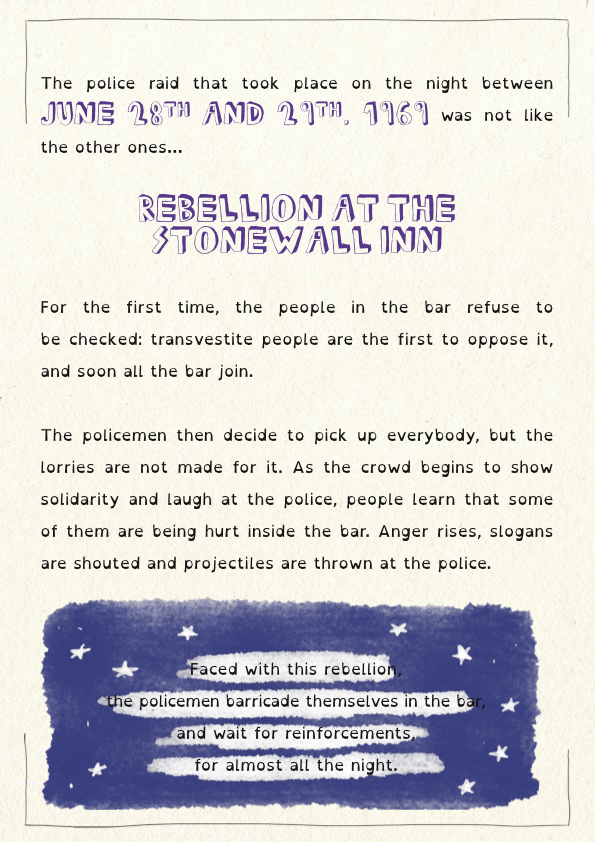 The police raid that took place on the night between
JUNE 28TH AND 29TH, 1969 was not like
the other ones...
REBELLION AT THE
STONEWALL INN
For the first time, the people in the bar refuse to
be checked: transvestite people are the first to oppose it,
and soon all the bar join.
The policemen then decide to pick up everybody, but the
lorries are not made for it. As the crowd begins to show
solidarity and laugh at the police, people learn that some
of them are being hurt inside the bar. Anger rises, slogans
are shouted and projectiles are thrown at the police.
Faced with this rebellion,
the policemen barricade themselves in the bar,
and wait for reinforcements,
for almost all the night.